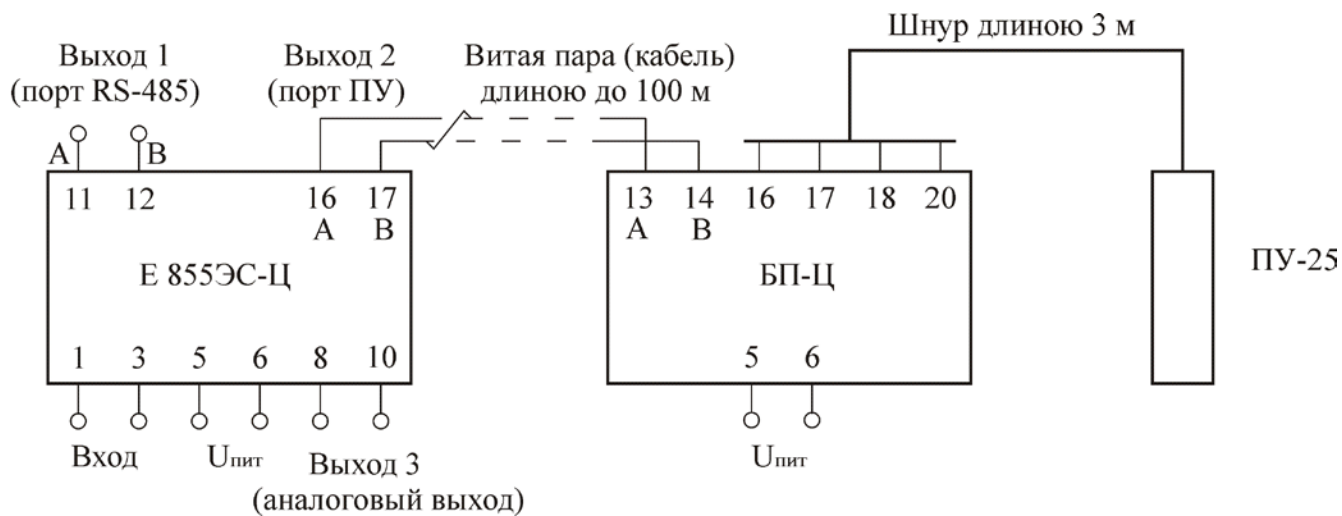 Шнур длиною 3 м
Выход 1
(порт RS-485)
Выход 2
(порт ПУ)
Витая пара (кабель)
длиною до 100 м
А В
11 12 16 17
А В
Е 855ЭС-Ц
1 3 5 6 8 10
Вход
Uпит
Выход 3
(аналоговый выход)
13 14 16 17 18 20
А В
БП-Ц
5 6
Uпит
ПУ-25